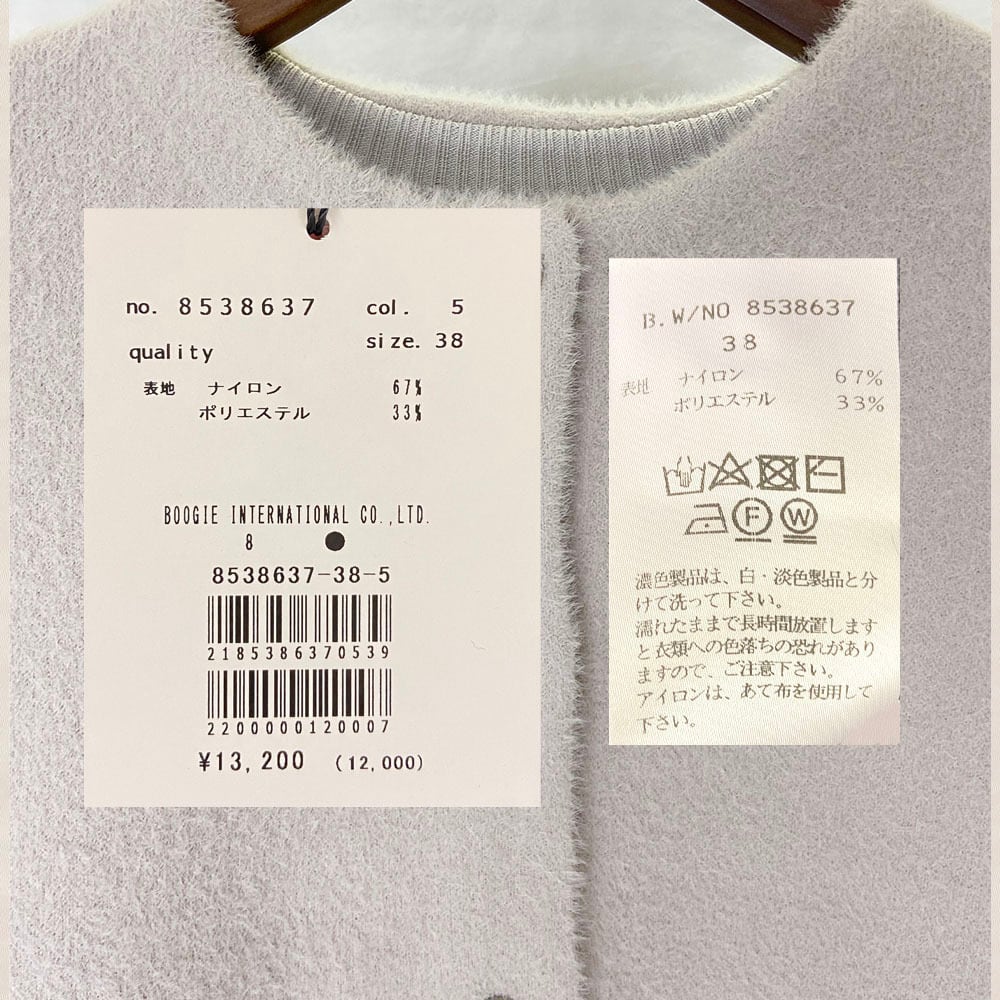 no. 8538637 col. 5
size. 38
quality
表地 ナイロン 67%
ポリエステル 33%
BOOGIE INTERNATIONAL CO.,LTD.
8 ●
8538637-38-5
2185386370539
2200000120007
¥13,200 (12,000)
B.W/NO 8538637
38
表地 ナイロン 67%
ポリエステル 33%
F W
濃色製品は、白・淡色製品と分
けて洗って下さい。
濡れたままで長時間放置します
と衣類への色落ちの恐れがあり
ますので、ご注意下さい。
アイロンは、あて布を使用して
下さい。